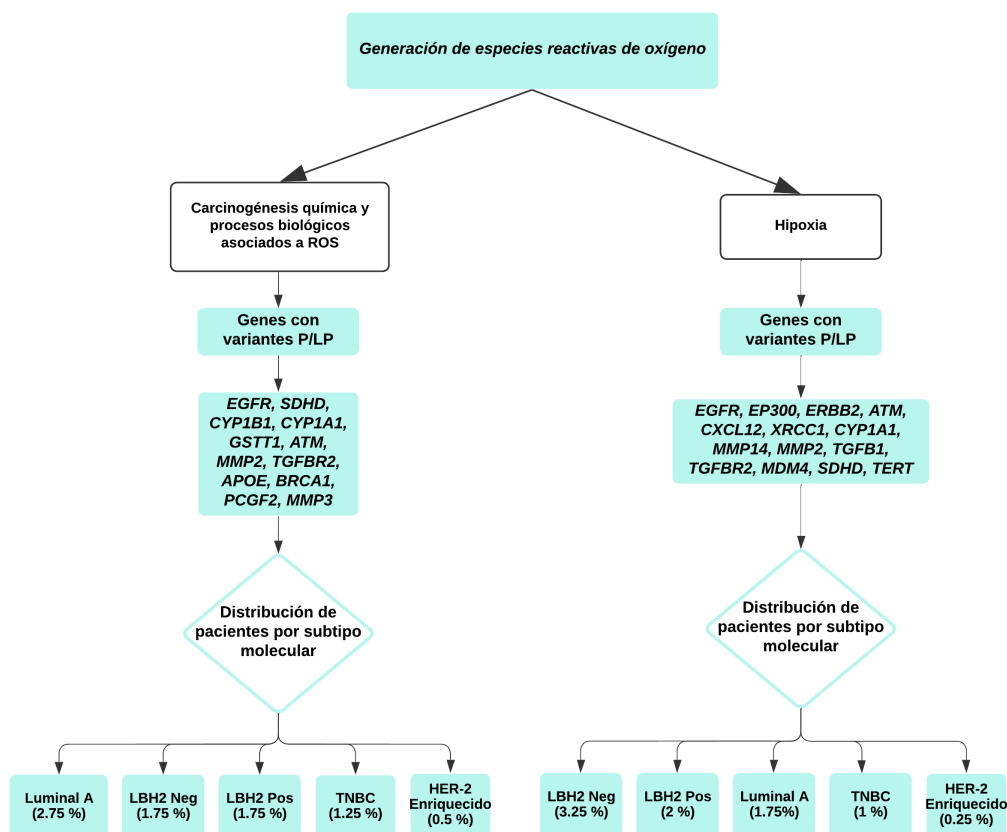 Generación de especies reactivas de oxígeno
Carcinogénesis química y
procesos biológicos
asociados a ROS
Genes con
variantes P/LP
EGFR, SDHD,
CYP1B1, CYP1A1,
GSTT1, ATM,
MMP2, TGFBR2,
APOE, BRCA1,
PCGF2, MMP3
Distribución de
pacientes por subtipo
molecular
Luminal A
(2.75 %)
LBH2 Neg
(1.75 %)
LBH2 Pos
(1.75 %)
TNBC
(1.25 %)
HER-2
Enriquecido
(0.5 %)
Hipoxia
Genes con
variantes P/LP
EGFR, EP300, ERBB2, ATM,
CXCL12, XRCC1, CYP1A1,
MMP14, MMP2, TGFB1,
TGFBR2, MDM4, SDHD, TERT
Distribución de
pacientes por subtipo
molecular
LBH2 Neg
(3.25 %)
LBH2 Pos
(2 %)
Luminal A
(1.75%)
TNBC
(1 %)
HER-2
Enriquecido
(0.25 %)